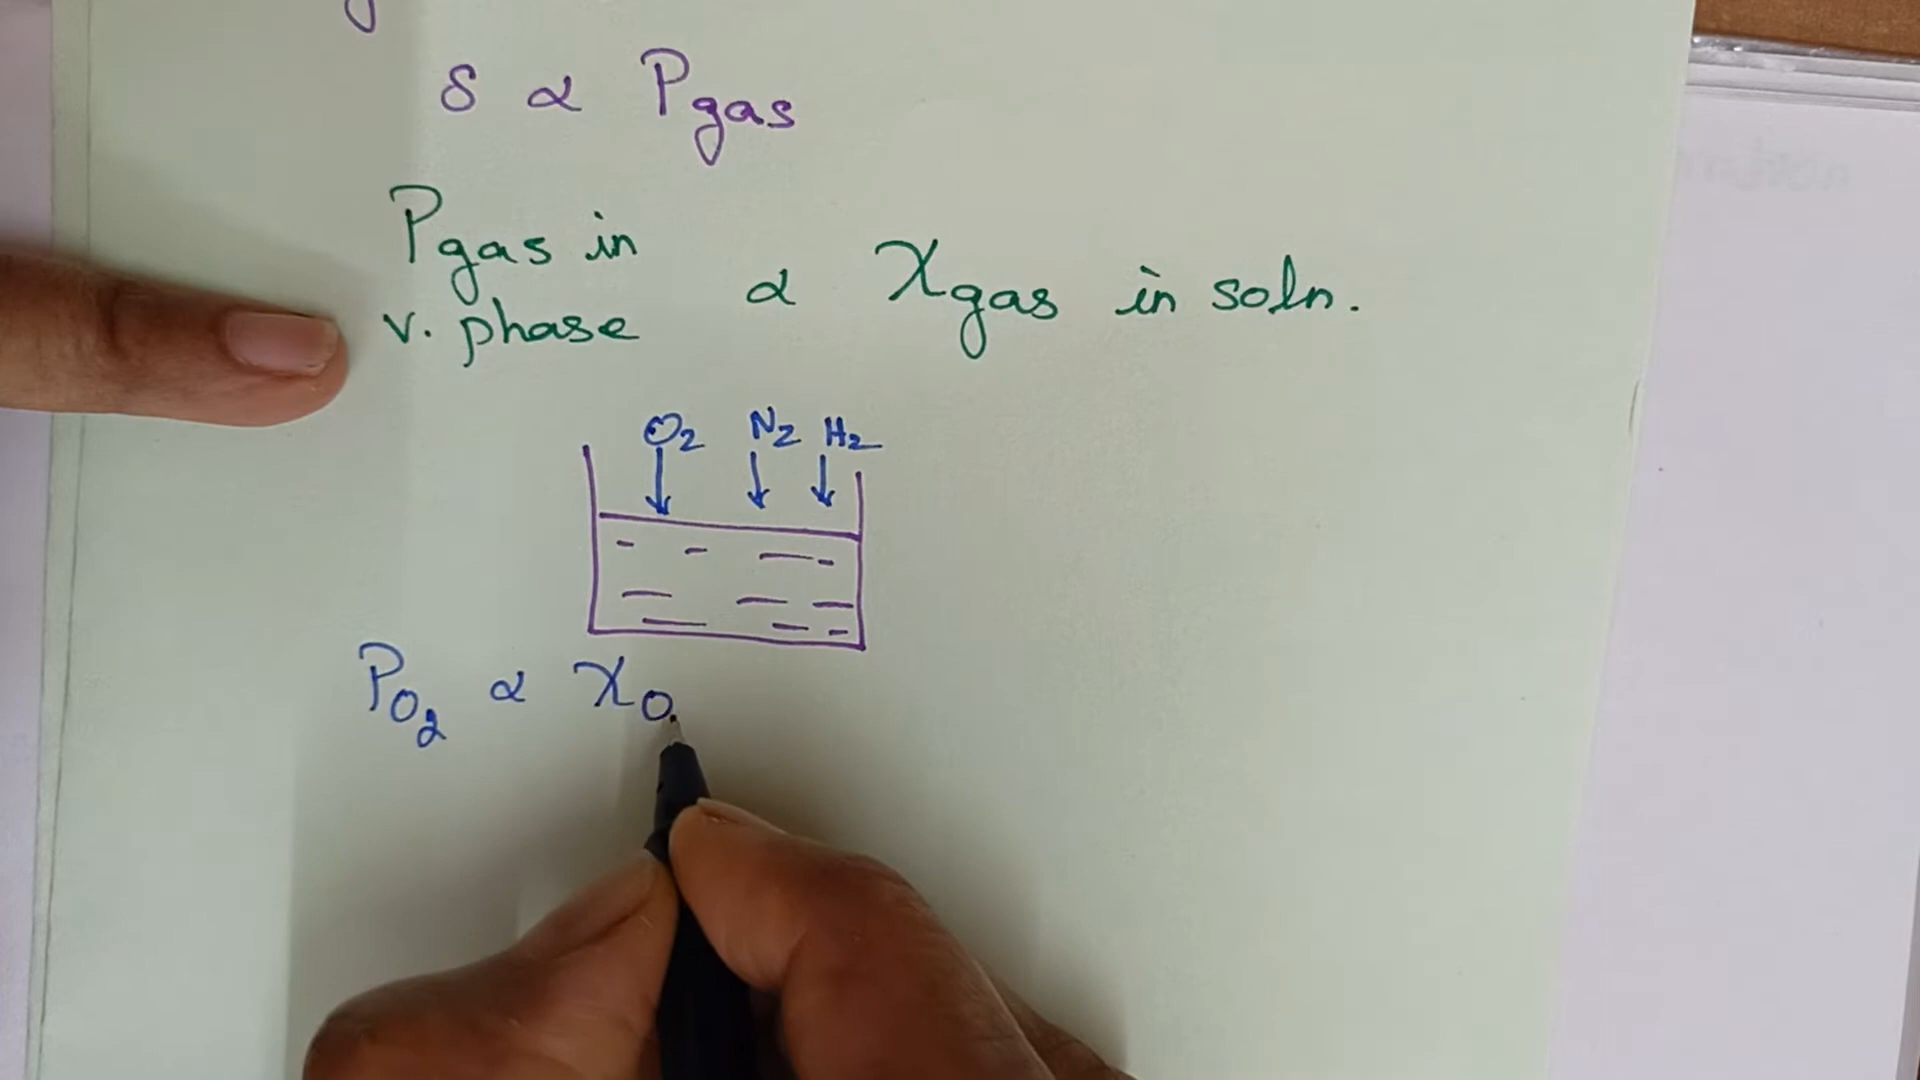 S α Pgas
Pgas in
v. phase α Xgas in soln.
O2 N2 H2
PO2 α XO